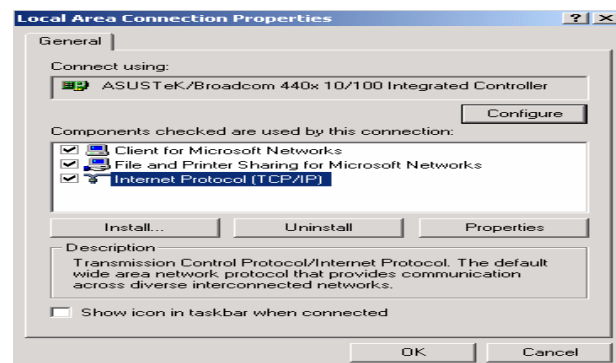 Local Area Connection Properties
General
Connect using:
ASUSTeK/Broadcom 440x 10/100 Integrated Controller
Configure
Components checked are used by this connection:
Client for Microsoft Networks
File and Printer Sharing for Microsoft Networks
Internet Protocol (TCP/IP)
Install... Uninstall Properties
Description
Transmission Control Protocol/Internet Protocol. The default
wide area network protocol that provides communication
across diverse interconnected networks.
Show icon in taskbar when connected
OK Cancel